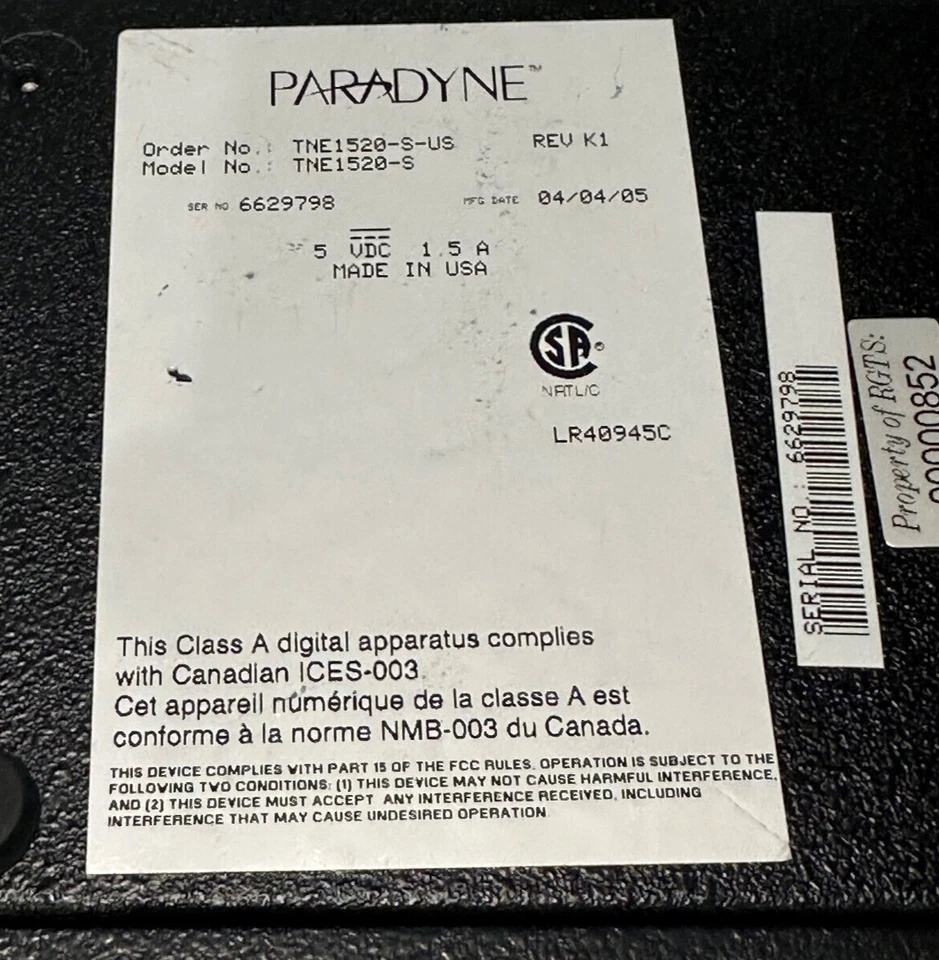 PARADYNE™
Order No.: TNE1520-S-US REV K1
Model No.: TNE1520-S
SER NO 6629798 MFG DATE 04/04/05
5 VDC 1.5 A
MADE IN USA
SA®
NRTL/C
LR40945C
This Class A digital apparatus complies
with Canadian ICES-003.
Cet appareil numérique de la classe A est
conforme à la norme NMB-003 du Canada.
THIS DEVICE COMPLIES WITH PART 15 OF THE FCC RULES. OPERATION IS SUBJECT TO THE
FOLLOWING TWO CONDITIONS: (1) THIS DEVICE MAY NOT CAUSE HARMFUL INTERFERENCE,
AND (2) THIS DEVICE MUST ACCEPT ANY INTERFERENCE RECEIVED, INCLUDING
INTERFERENCE THAT MAY CAUSE UNDESIRED OPERATION
SERIAL NO.: 6629798
Property of RGTS:
00000852